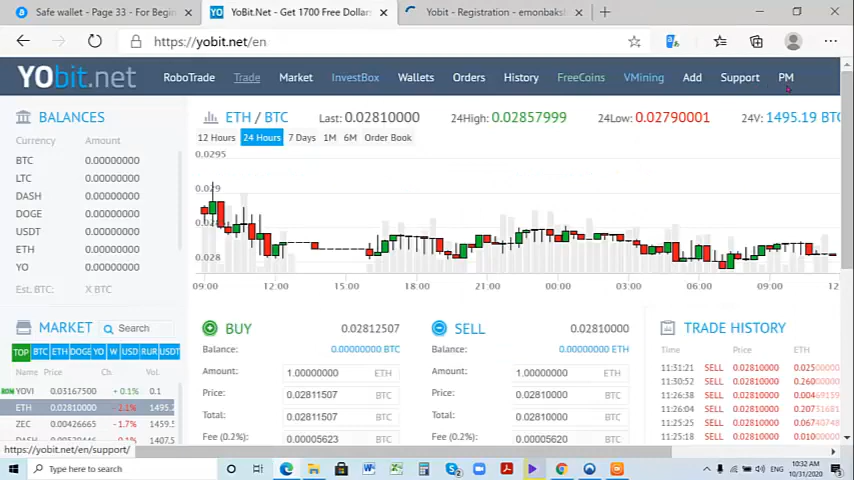 Safe wallet - Page 33 - For Begin
YoBit.Net - Get 1700 Free Dollar
Yobit - Registration - emonbaksh
https://yobit.net/en
YObit.net RoboTrade Trade Market InvestBox Wallets Orders History FreeCoins VMining Add Support PM
BALANCES
Currency Amount
BTC 0.00000000
LTC 0.00000000
DASH 0.00000000
DOGE 0.00000000
USDT 0.00000000
ETH 0.00000000
YO 0.00000000
Est. BTC: X BTC
ETH / BTC Last: 0.02810000 24High: 0.02857999 24Low: 0.02790001 24V: 1495.19 BTC
12 Hours 24 Hours 7 Days 1M 6M Order Book
0.0295
0.029
0.028
09:00 12:00 15:00 18:00 21:00 00:00 03:00 06:00 09:00 12:
MARKET Search
TOP BTC ETH DOGE YO W USD RUR USDT
Name Price Ch. Vol.
YOVI 0.03167500 + 0.1% 0.1
ETH 0.02810000 - 2.1% 1495.2
ZEC 0.00426665 - 1.7% 1459.5
BUY 0.02812507
Balance: 0.00000000 BTC
Amount: 1.00000000 ETH
Price: 0.02811507 BTC
Total: 0.02811507 BTC
Fee (0.2%) 0.00005623 BTC
SELL 0.02810000
Balance: 0.00000000 ETH
Amount: 1.00000000 ETH
Price: 0.02810000 BTC
Total: 0.02810000 BTC
Fee (0.2%) 0.00005620 BTC
TRADE HISTORY
Time Type Price ETH
11:31:21 SELL 0.02810000
11:30:52 SELL 0.02810000
11:26:38 SELL 0.02810000
11:26:04 SELL 0.02810000
11:25:25 SELL 0.02810000
11:25:18 SELL 0.02810000
https://yobit.net/en/support/
Type here to search
10:32 AM
10/31/2020